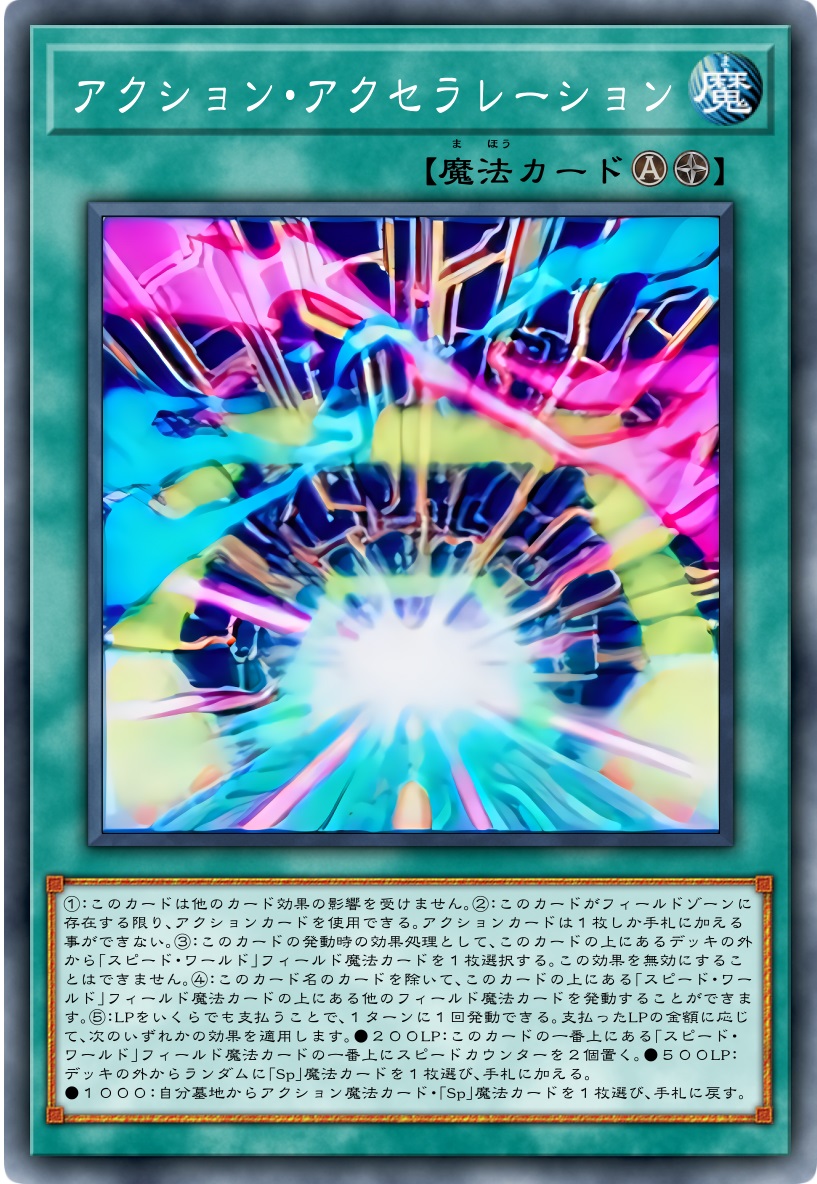 アクション・アクセラレーション
魔
ま
ま ほう
【魔法カードA】
①：このカードは他のカード効果の影響を受けません。②：このカードがフィールドゾーンに
存在する限り、アクションカードを使用できる。アクションカードは１枚しか手札に加える
事ができない。③：このカードの発動時の効果処理として、このカードの上にあるデッキの外
から「スピード・ワールド」フィールド魔法カードを１枚選択する。この効果を無効にするこ
とはできません。④：このカード名のカードを除いて、このカードの上にある「スピード・ワー
ルド」フィールド魔法カードの上にある他のフィールド魔法カードを発動することができま
す。⑤：LPをいくらでも支払うことで、１ターンに１回発動できる。支払ったLPの金額に応じ
て、次のいずれかの効果を適用します。●２００LP：このカードの一番上にある「スピード・
ワールド」フィールド魔法カードの一番上にスピードカウンターを２個置く。●５００LP：
デッキの外からランダムに「Sp」魔法カードを１枚選び、手札に加える。
●１０００：自分墓地からアクション魔法カード・「Sp」魔法カードを１枚選び、手札に戻す。